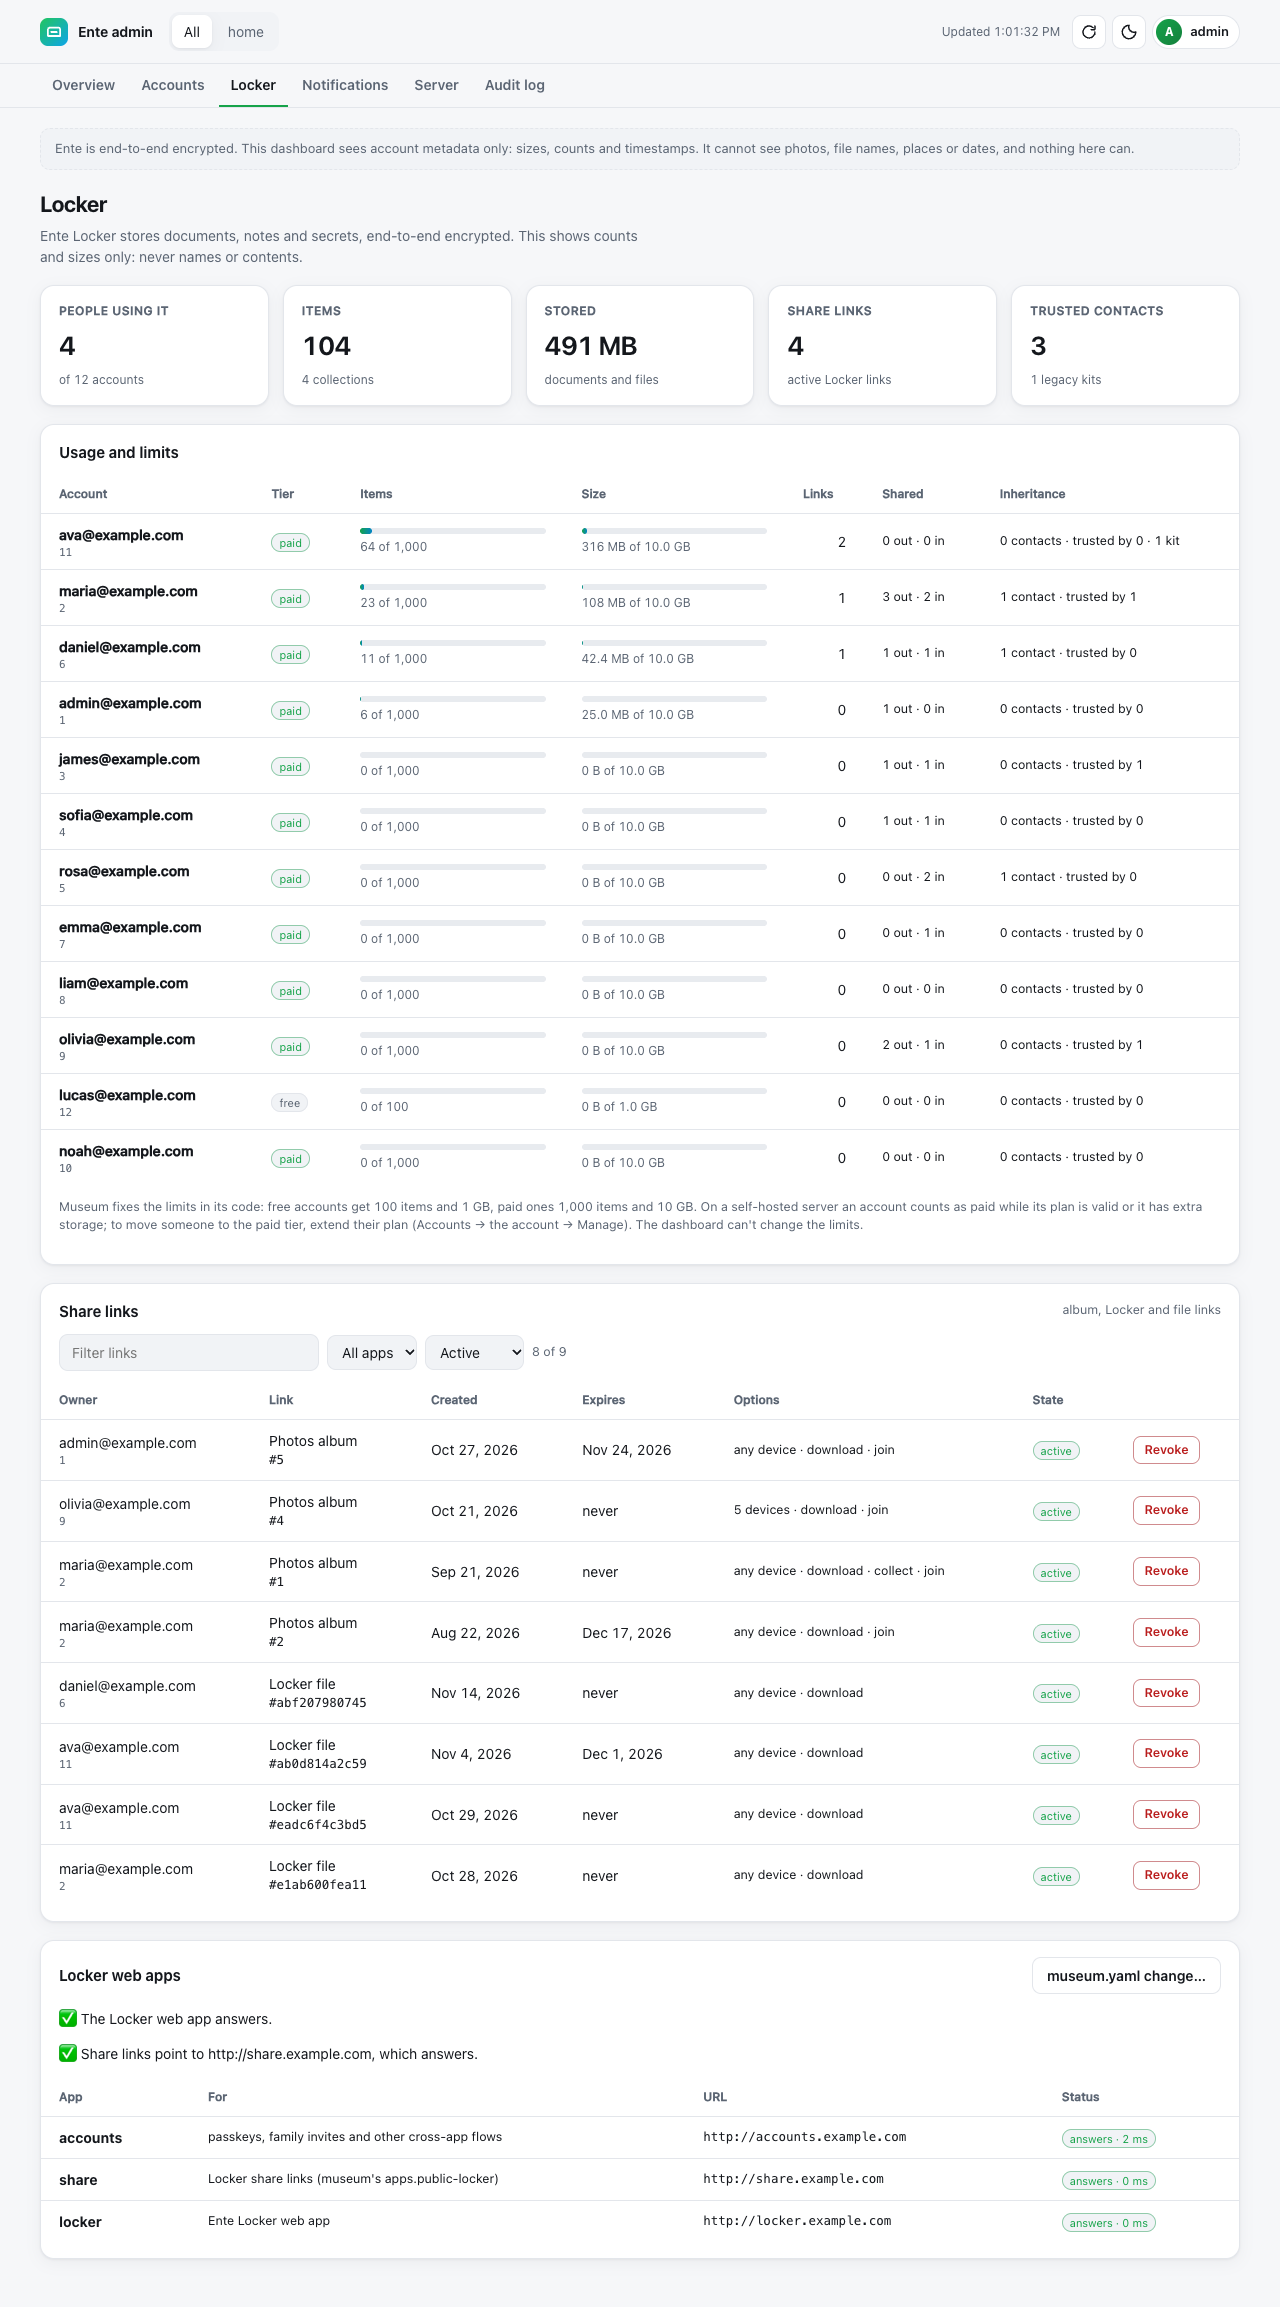 Ente admin
All
home
Updated 1:01:32 PM
A
admin
Overview
Accounts
Locker
Notifications
Server
Audit log
Ente is end-to-end encrypted. This dashboard sees account metadata only: sizes, counts and timestamps. It cannot see photos, file names, places or dates, and nothing here can.
Locker
Ente Locker stores documents, notes and secrets, end-to-end encrypted. This shows counts
and sizes only: never names or contents.
PEOPLE USING IT
4
of 12 accounts
ITEMS
104
4 collections
STORED
491 MB
documents and files
SHARE LINKS
4
active Locker links
TRUSTED CONTACTS
3
1 legacy kits
Usage and limits
Account Tier Items Size Links Shared Inheritance
ava@example.com
11
paid
64 of 1,000
316 MB of 10.0 GB
2
0 out · 0 in
0 contacts · trusted by 0 · 1 kit
maria@example.com
2
paid
23 of 1,000
108 MB of 10.0 GB
1
3 out · 2 in
1 contact · trusted by 1
daniel@example.com
6
paid
11 of 1,000
42.4 MB of 10.0 GB
1
1 out · 1 in
1 contact · trusted by 0
admin@example.com
1
paid
6 of 1,000
25.0 MB of 10.0 GB
0
1 out · 0 in
0 contacts · trusted by 0
james@example.com
3
paid
0 of 1,000
0 B of 10.0 GB
0
1 out · 1 in
0 contacts · trusted by 1
sofia@example.com
4
paid
0 of 1,000
0 B of 10.0 GB
0
1 out · 1 in
0 contacts · trusted by 0
rosa@example.com
5
paid
0 of 1,000
0 B of 10.0 GB
0
0 out · 2 in
1 contact · trusted by 0
emma@example.com
7
paid
0 of 1,000
0 B of 10.0 GB
0
0 out · 1 in
0 contacts · trusted by 0
liam@example.com
8
paid
0 of 1,000
0 B of 10.0 GB
0
0 out · 0 in
0 contacts · trusted by 0
olivia@example.com
9
paid
0 of 1,000
0 B of 10.0 GB
0
2 out · 1 in
0 contacts · trusted by 1
lucas@example.com
12
free
0 of 100
0 B of 1.0 GB
0
0 out · 0 in
0 contacts · trusted by 0
noah@example.com
10
paid
0 of 1,000
0 B of 10.0 GB
0
0 out · 0 in
0 contacts · trusted by 0
Museum fixes the limits in its code: free accounts get 100 items and 1 GB, paid ones 1,000 items and 10 GB. On a self-hosted server an account counts as paid while its plan is valid or it has extra
storage; to move someone to the paid tier, extend their plan (Accounts → the account → Manage). The dashboard can't change the limits.
Share links
album, Locker and file links
Filter links
All apps
Active
8 of 9
Owner Link Created Expires Options State
admin@example.com
1
Photos album
#5
Oct 27, 2026
Nov 24, 2026
any device · download · join
active
Revoke
olivia@example.com
9
Photos album
#4
Oct 21, 2026
never
5 devices · download · join
active
Revoke
maria@example.com
2
Photos album
#1
Sep 21, 2026
never
any device · download · collect · join
active
Revoke
maria@example.com
2
Photos album
#2
Aug 22, 2026
Dec 17, 2026
any device · download · join
active
Revoke
daniel@example.com
6
Locker file
#abf207980745
Nov 14, 2026
never
any device · download
active
Revoke
ava@example.com
11
Locker file
#ab0d814a2c59
Nov 4, 2026
Dec 1, 2026
any device · download
active
Revoke
ava@example.com
11
Locker file
#eadc6f4c3bd5
Oct 29, 2026
never
any device · download
active
Revoke
maria@example.com
2
Locker file
#e1ab600fea11
Oct 28, 2026
never
any device · download
active
Revoke
Locker web apps
museum.yaml change...
The Locker web app answers.
Share links point to http://share.example.com, which answers.
App For URL Status
accounts
passkeys, family invites and other cross-app flows
http://accounts.example.com
answers · 2 ms
share
Locker share links (museum's apps.public-locker)
http://share.example.com
answers · 0 ms
locker
Ente Locker web app
http://locker.example.com
answers · 0 ms